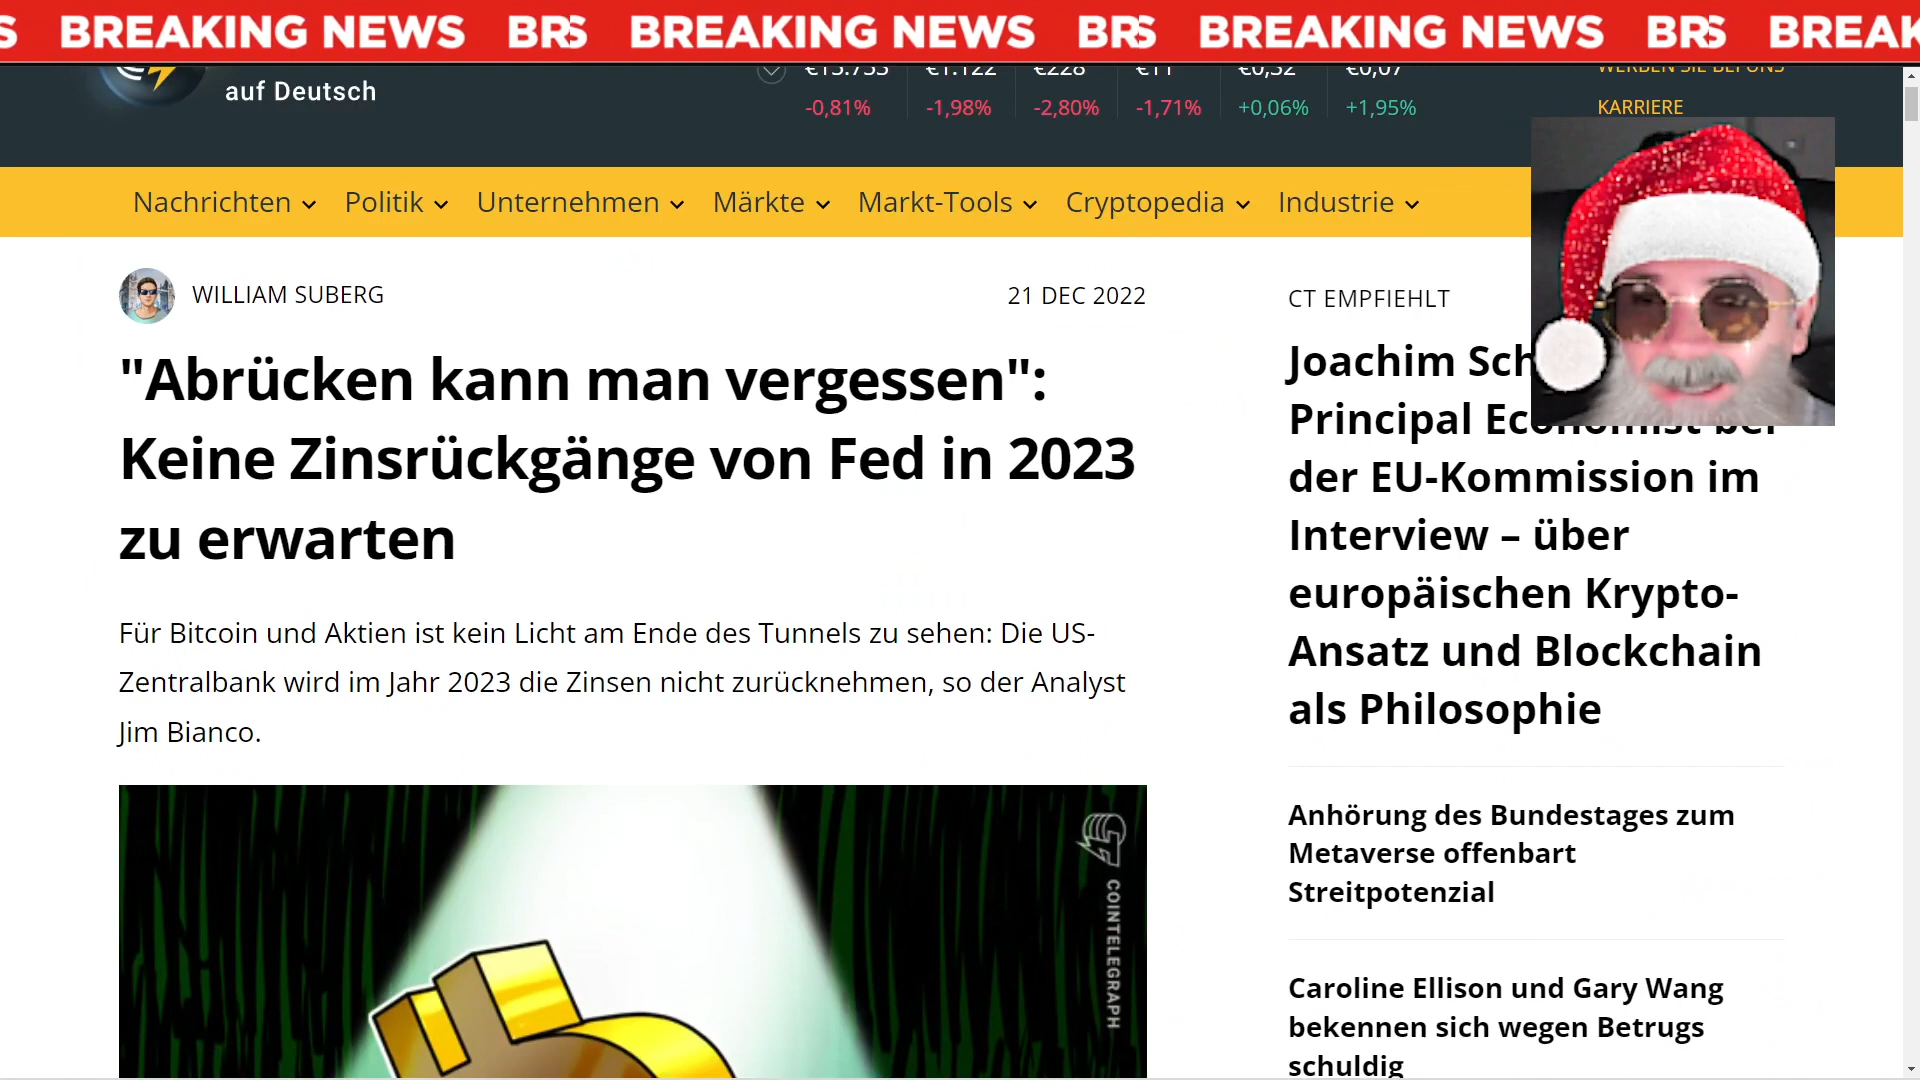 S BREAKING NEWS BR S BREAKING NEWS BR S BREAKING NEWS BR S BREAK
auf Deutsch
€15.753 €1.122 €228 €11 €0,32 €0,07
WERBEN SIE BEI UNS
-0,81% -1,98% -2,80% -1,71% +0,06% +1,95%
KARRIERE
Nachrichten Politik Unternehmen Märkte Markt-Tools Cryptopedia Industrie
WILLIAM SUBERG
21 DEC 2022
"Abrücken kann man vergessen":
Keine Zinsrückgänge von Fed in 2023
zu erwarten
Für Bitcoin und Aktien ist kein Licht am Ende des Tunnels zu sehen: Die US-
Zentralbank wird im Jahr 2023 die Zinsen nicht zurücknehmen, so der Analyst
Jim Bianco.
COINTELEGRAPH
CT EMPFIEHLT
Joachim Sch
Principal Economist bei
der EU-Kommission im
Interview – über
europäischen Krypto-
Ansatz und Blockchain
als Philosophie
Anhörung des Bundestages zum
Metaverse offenbart
Streitpotenzial
Caroline Ellison und Gary Wang
bekennen sich wegen Betrugs
schuldig